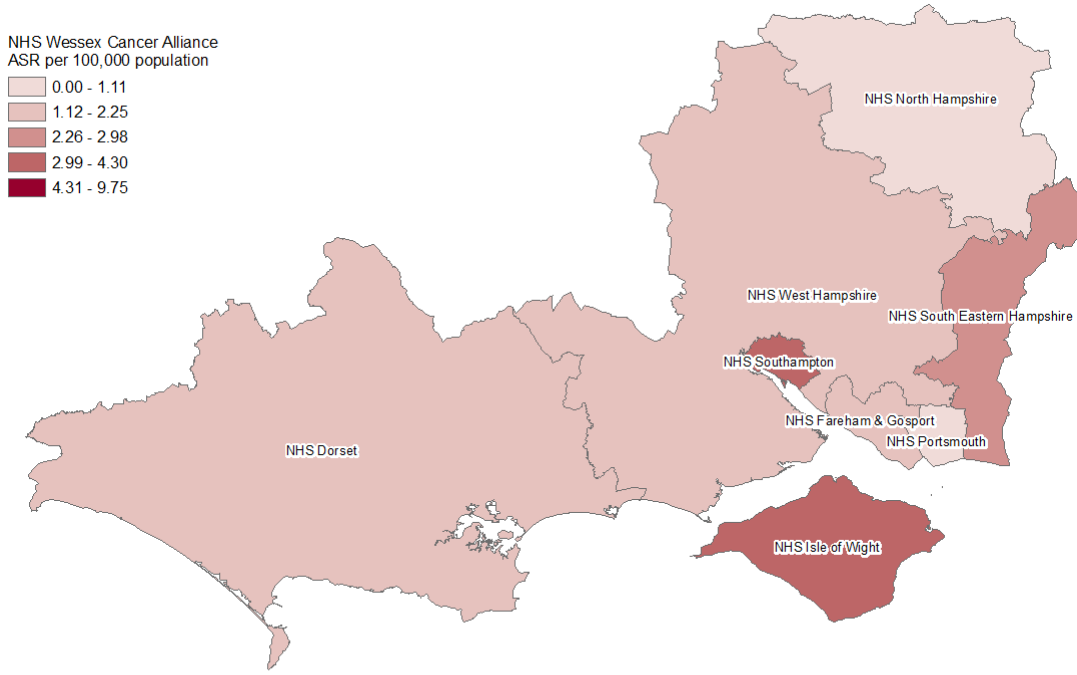 NHS Wessex Cancer Alliance
ASR per 100,000 population
0.00 - 1.11
1.12 - 2.25
2.26 - 2.98
2.99 - 4.30
4.31 - 9.75
NHS North Hampshire
NHS West Hampshire
NHS South Eastern Hampshire
NHS Southampton
NHS Fareham & Gosport
NHS Portsmouth
NHS Dorset
NHS Isle of Wight